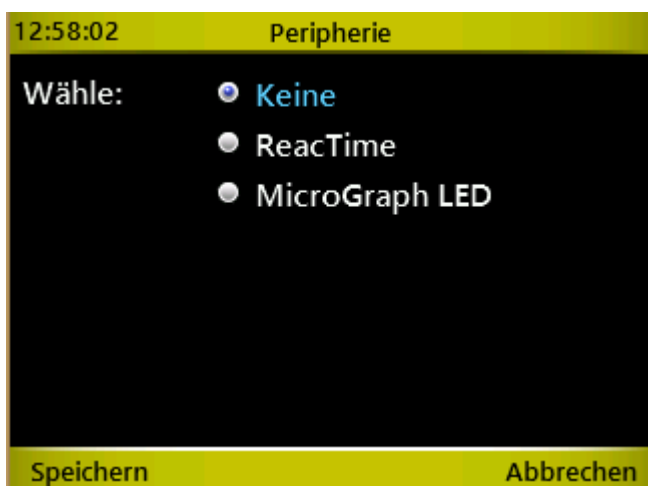 12:58:02 Peripherie
Wähle: Keine
ReacTime
MicroGraph LED
Speichern Abbrechen